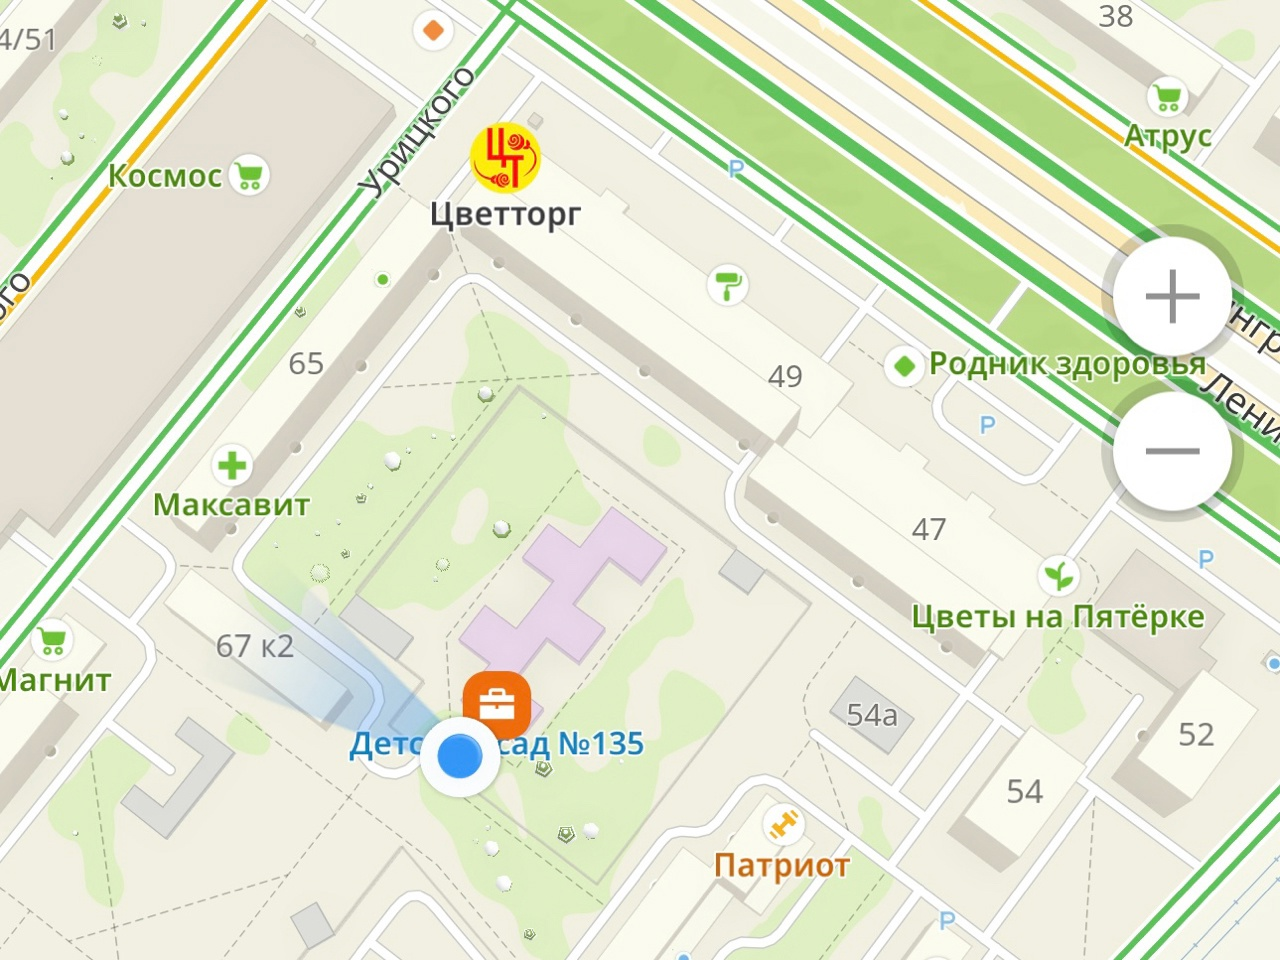 4/51
38
Атрус
Урицкого
Космос
ЦТ
Цветторг
P
ого
65
49
Родник здоровья
P
Максавит
47
P
Цветы на Пятёрке
67 к2
Магнит
54а
52
сад №135
54
Патриот
P